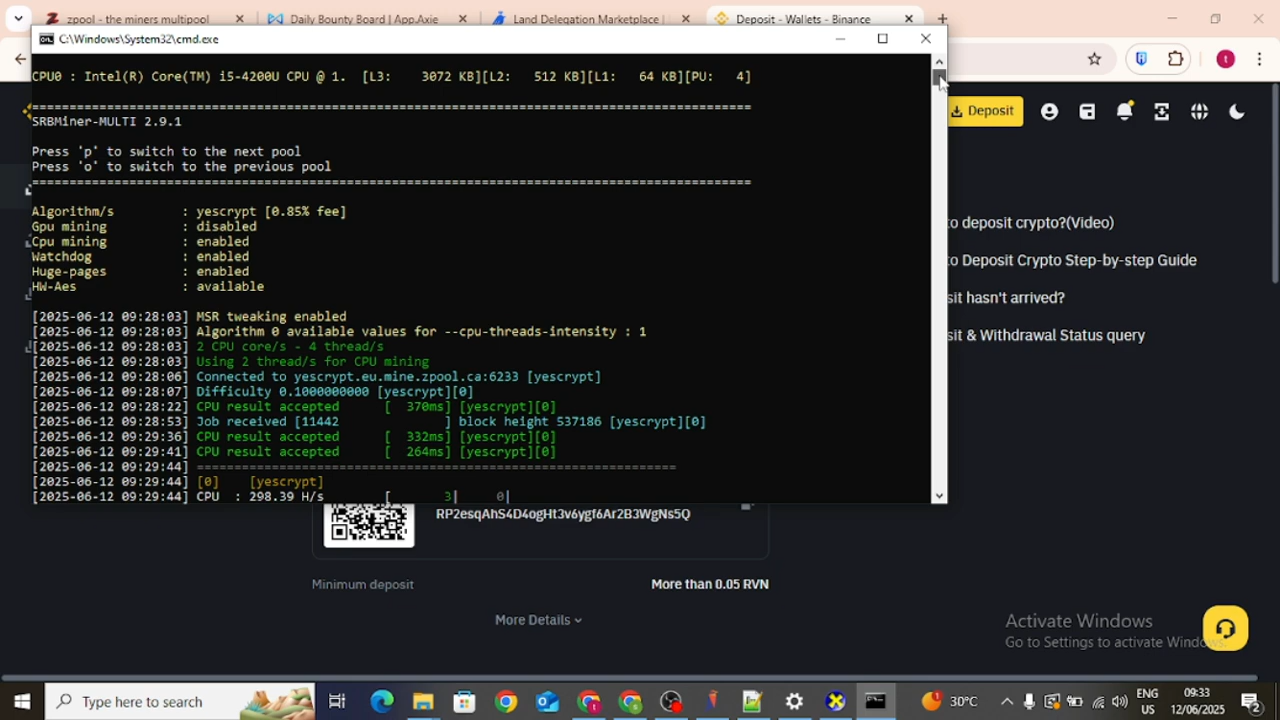 zpool - the miners multipool
Daily Bounty Board | App.Axie
Land Delegation Marketplace |
Deposit - Wallets - Binance
C:\Windows\System32\cmd.exe
CPU0 : Intel(R) Core(TM) i5-4200U CPU @ 1. [L3: 3072 KB][L2: 512 KB][L1: 64 KB][PU: 4]
==================================================================================
SRBMiner-MULTI 2.9.1
Press 'p' to switch to the next pool
Press 'o' to switch to the previous pool
==================================================================================
Algorithm/s : yescrypt [0.85% fee]
Gpu mining : disabled
Cpu mining : enabled
Watchdog : enabled
Huge-pages : enabled
HW-Aes : available
[2025-06-12 09:28:03] MSR tweaking enabled
[2025-06-12 09:28:03] Algorithm 0 available values for --cpu-threads-intensity : 1
[2025-06-12 09:28:03] 2 CPU core/s - 4 thread/s
[2025-06-12 09:28:03] Using 2 thread/s for CPU mining
[2025-06-12 09:28:06] Connected to yescrypt.eu.mine.zpool.ca:6233 [yescrypt]
[2025-06-12 09:28:07] Difficulty 0.1000000000 [yescrypt][0]
[2025-06-12 09:28:22] CPU result accepted [ 370ms] [yescrypt][0]
[2025-06-12 09:28:53] Job received [11442 ] block height 537186 [yescrypt][0]
[2025-06-12 09:29:36] CPU result accepted [ 332ms] [yescrypt][0]
[2025-06-12 09:29:41] CPU result accepted [ 264ms] [yescrypt][0]
[2025-06-12 09:29:44] ================================================================
[2025-06-12 09:29:44] [0] [yescrypt]
[2025-06-12 09:29:44] CPU : 298.39 H/s [ 3| 0|
t
Deposit
to deposit crypto?(Video)
to Deposit Crypto Step-by-step Guide
sit hasn't arrived?
sit & Withdrawal Status query
RP2esqAhS4D4ogHt3v6ygf6Ar2B3WgNs5Q
Minimum deposit
More than 0.05 RVN
More Details
Activate Windows
Go to Settings to activate Windows.
Type here to search
30°C
ENG
US
09:33
12/06/2025
2